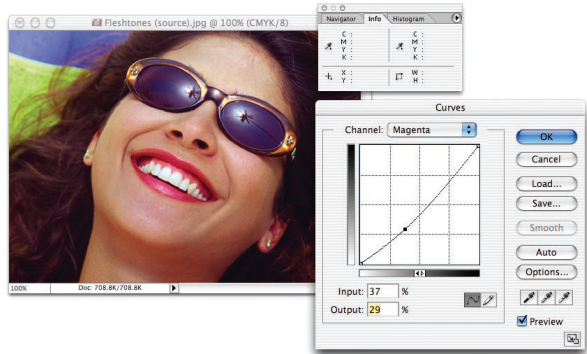 Fleshtones (source).jpg @ 100% (CMYK/8)
Navigator Info Histogram
C : C :
M : M :
Y : Y :
K : K :
X : W :
Y : H :
Curves
Channel: Magenta
OK
Cancel
Load...
Save...
Smooth
Auto
Options...
Input: 37 %
Output: 29 %
Preview
100% Doc: 708.8K/708.8K